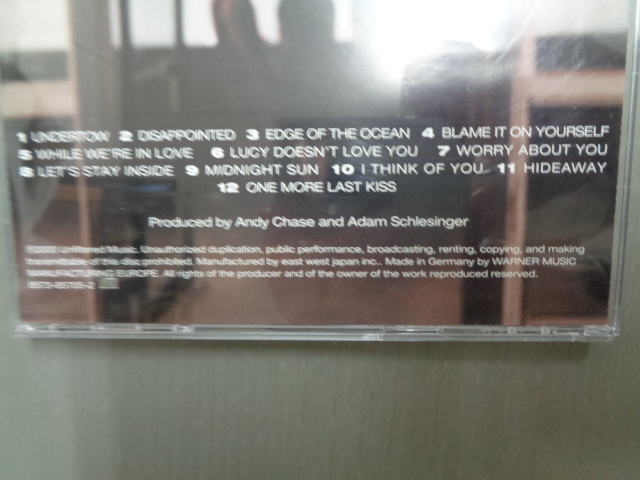 1 UNDERTOW 2 DISAPPOINTED 3 EDGE OF THE OCEAN 4 BLAME IT ON YOURSELF
5 WHILE WE'RE IN LOVE 6 LUCY DOESN'T LOVE YOU 7 WORRY ABOUT YOU
8 LET'S STAY INSIDE 9 MIDNIGHT SUN 10 I THINK OF YOU 11 HIDEAWAY
12 ONE MORE LAST KISS
Produced by Andy Chase and Adam Schlesinger
Unfiltered Music. Unauthorized duplication, public performance, broadcasting, renting, copying, and making
transmittable of this disc prohibited. Manufactured by east west japan inc.. Made in Germany by WARNER MUSIC
MANUFACTURING EUROPE. All rights of the producer and of the owner of the work reproduced reserved.